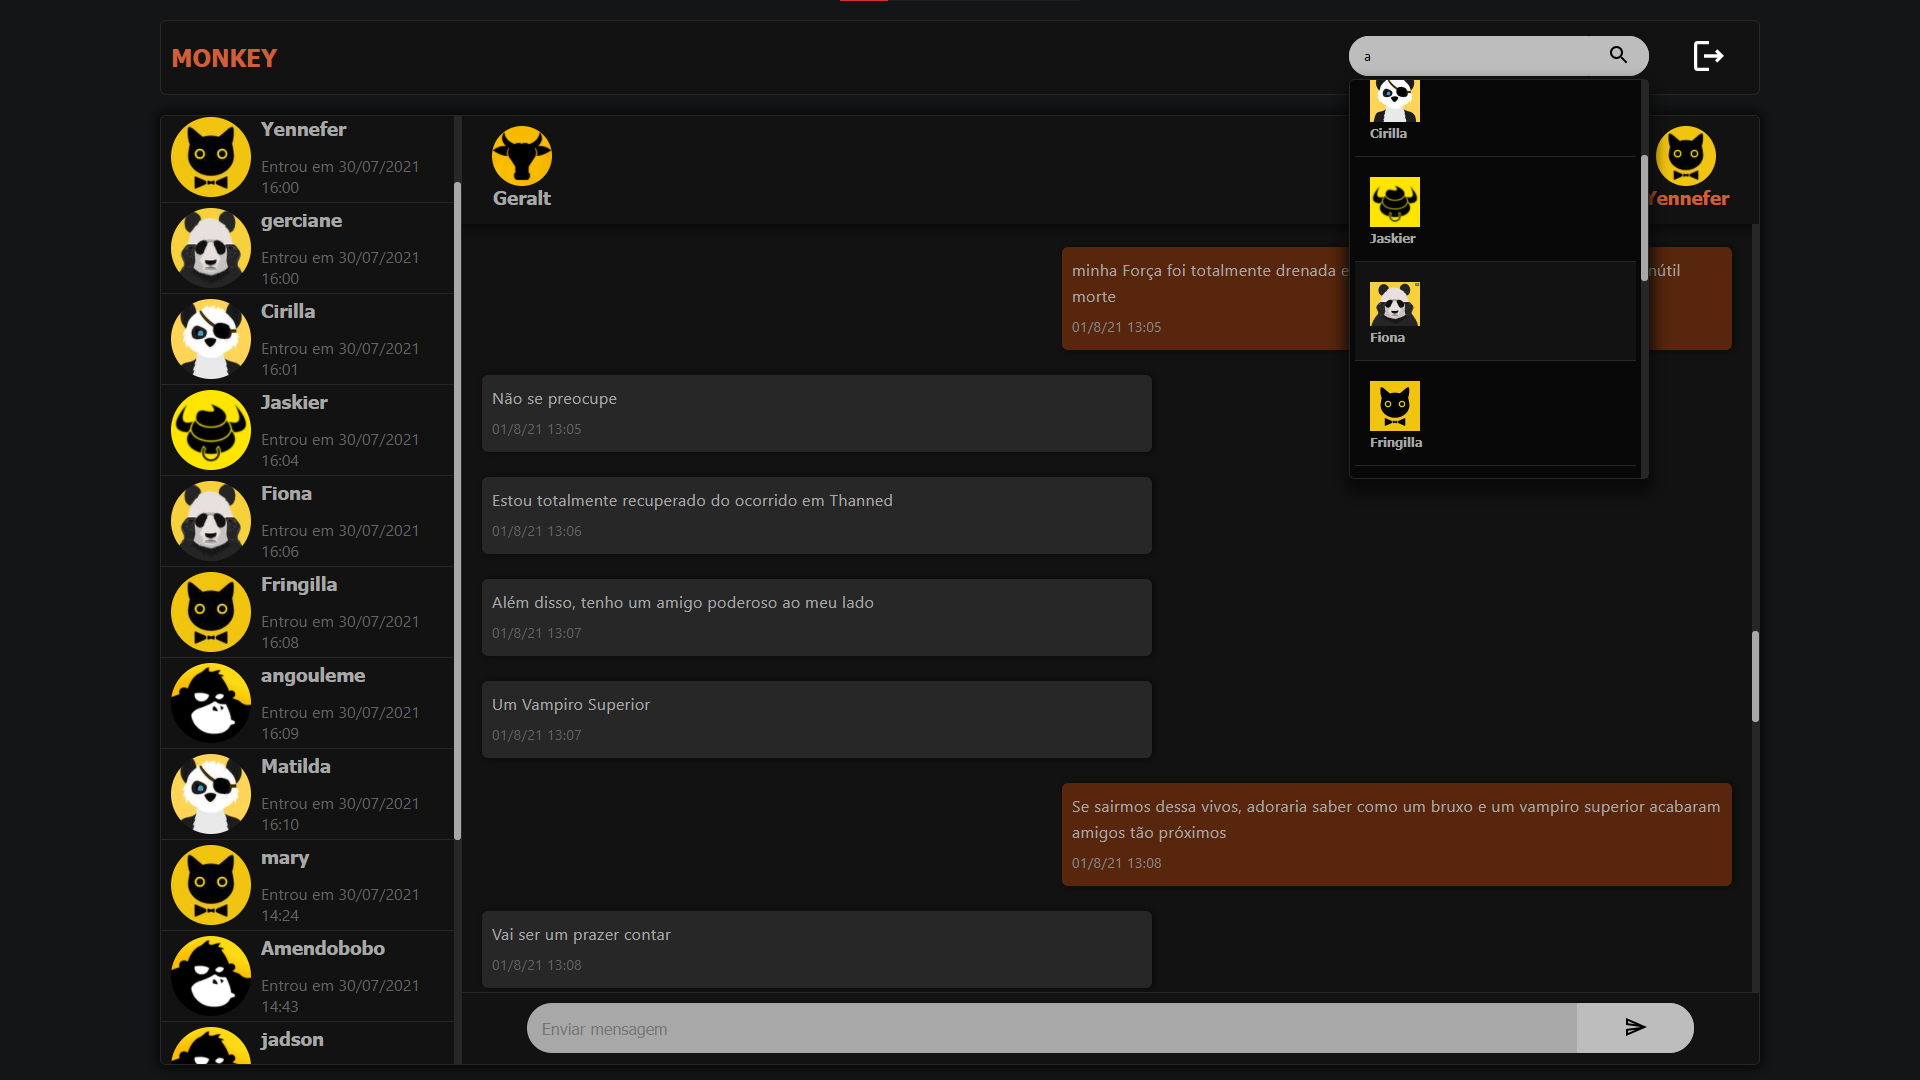 MONKEY
a
Cirilla
Jaskier
Fiona
Fringilla
Yennefer
Entrou em 30/07/2021
16:00
gerciane
Entrou em 30/07/2021
16:00
Cirilla
Entrou em 30/07/2021
16:01
Jaskier
Entrou em 30/07/2021
16:04
Fiona
Entrou em 30/07/2021
16:06
Fringilla
Entrou em 30/07/2021
16:08
angouleme
Entrou em 30/07/2021
16:09
Matilda
Entrou em 30/07/2021
16:10
mary
Entrou em 30/07/2021
14:24
Amendobobo
Entrou em 30/07/2021
14:43
jadson
Geralt
Yennefer
minha Força foi totalmente drenada e
morte
01/8/21 13:05
Não se preocupe
01/8/21 13:05
Estou totalmente recuperado do ocorrido em Thanned
01/8/21 13:06
Além disso, tenho um amigo poderoso ao meu lado
01/8/21 13:07
Um Vampiro Superior
01/8/21 13:07
Se sairmos dessa vivos, adoraria saber como um bruxo e um vampiro superior acabaram
amigos tão próximos
01/8/21 13:08
Vai ser um prazer contar
01/8/21 13:08
Enviar mensagem